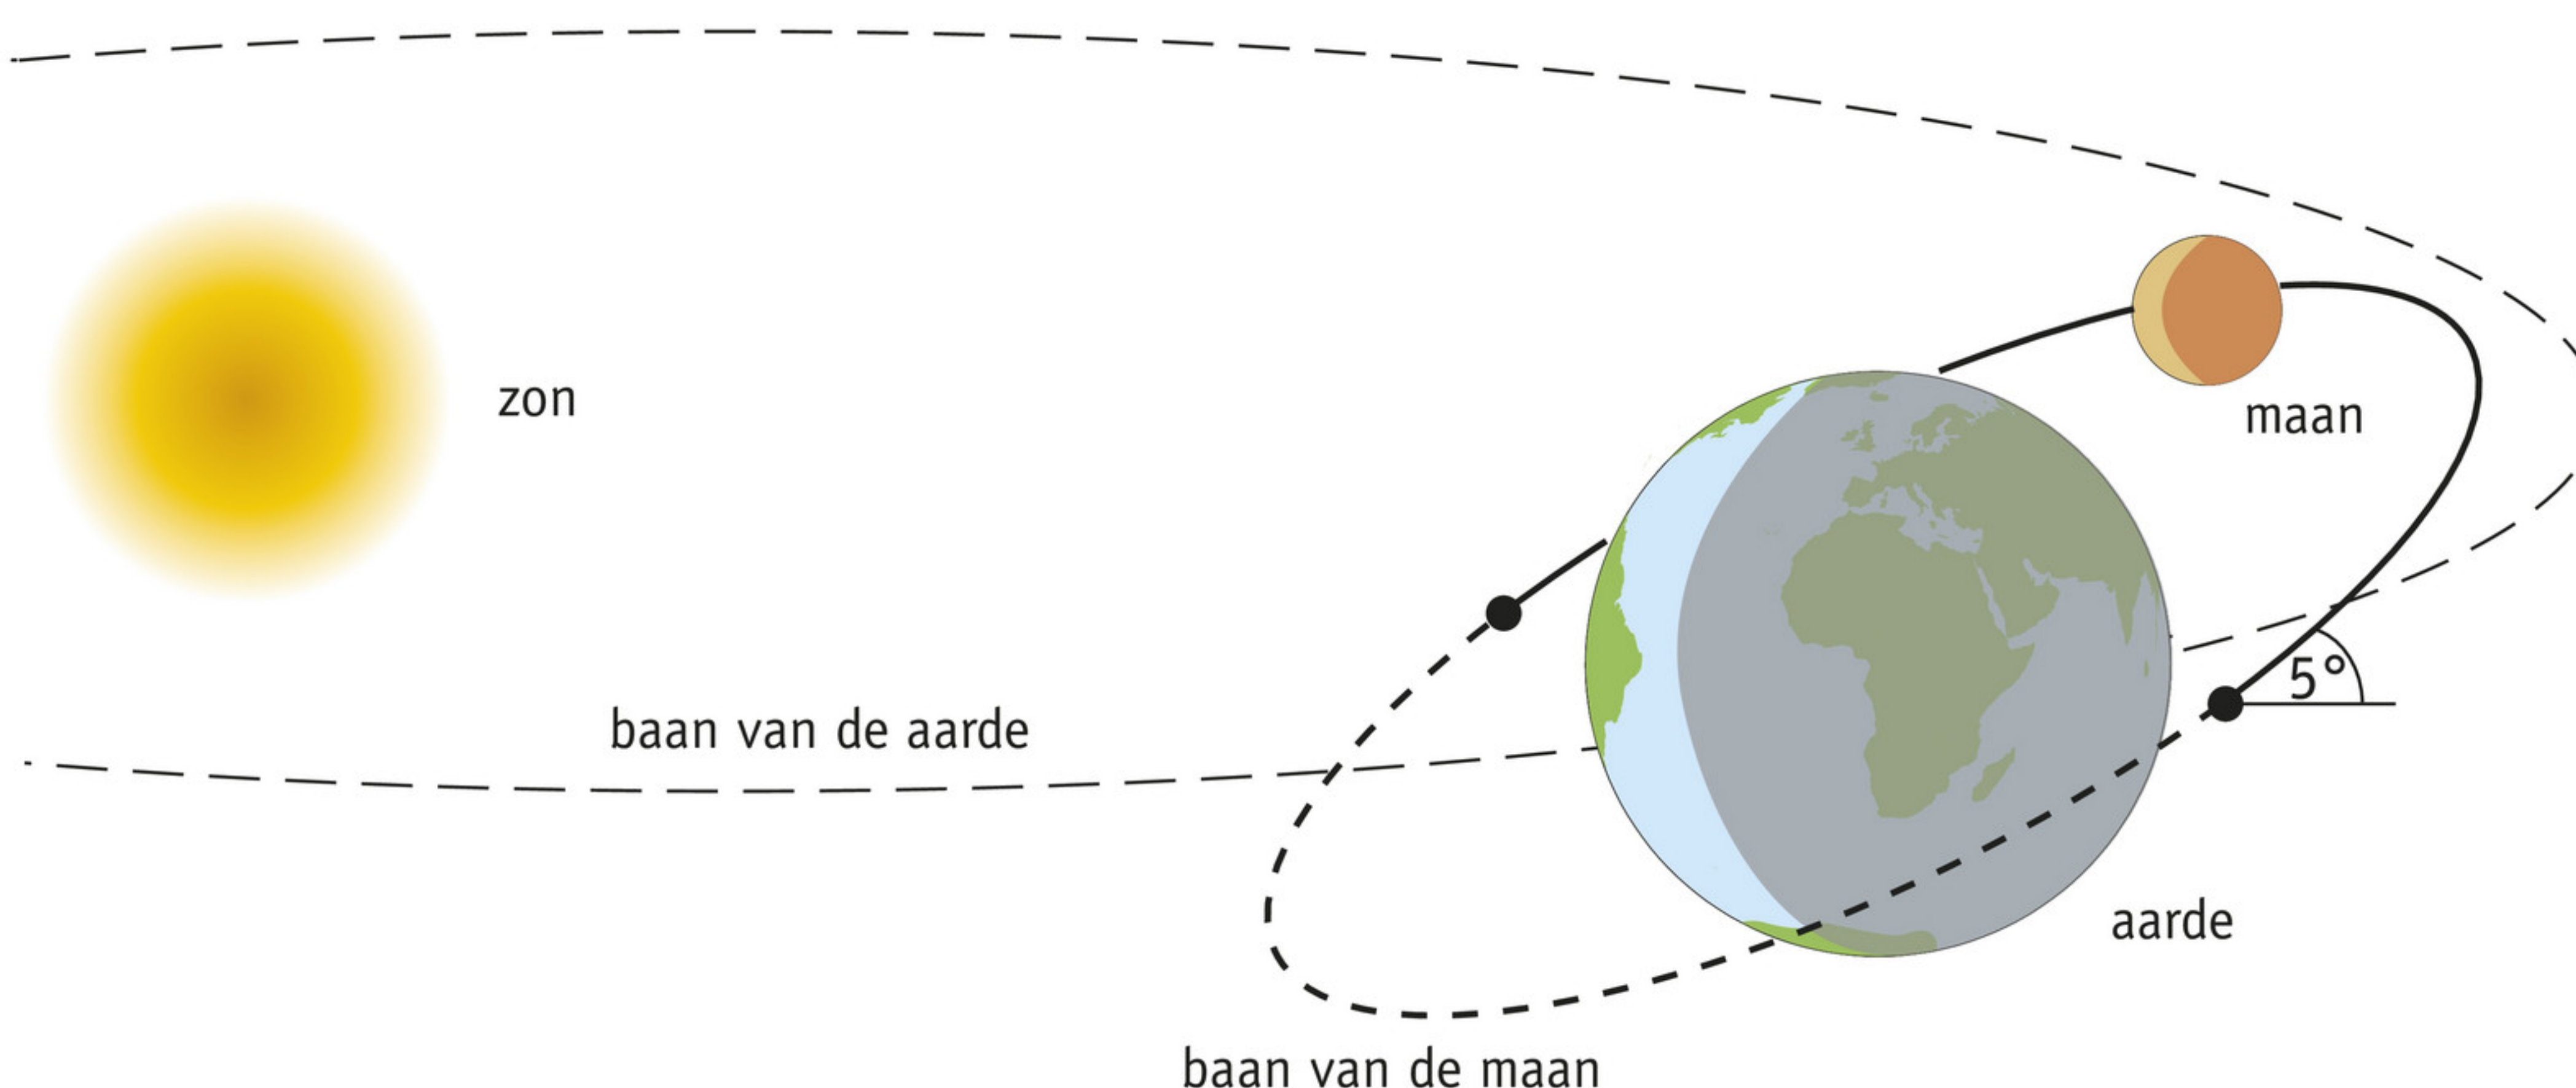 zon
maan
5°
baan van de aarde
aarde
baan van de maan